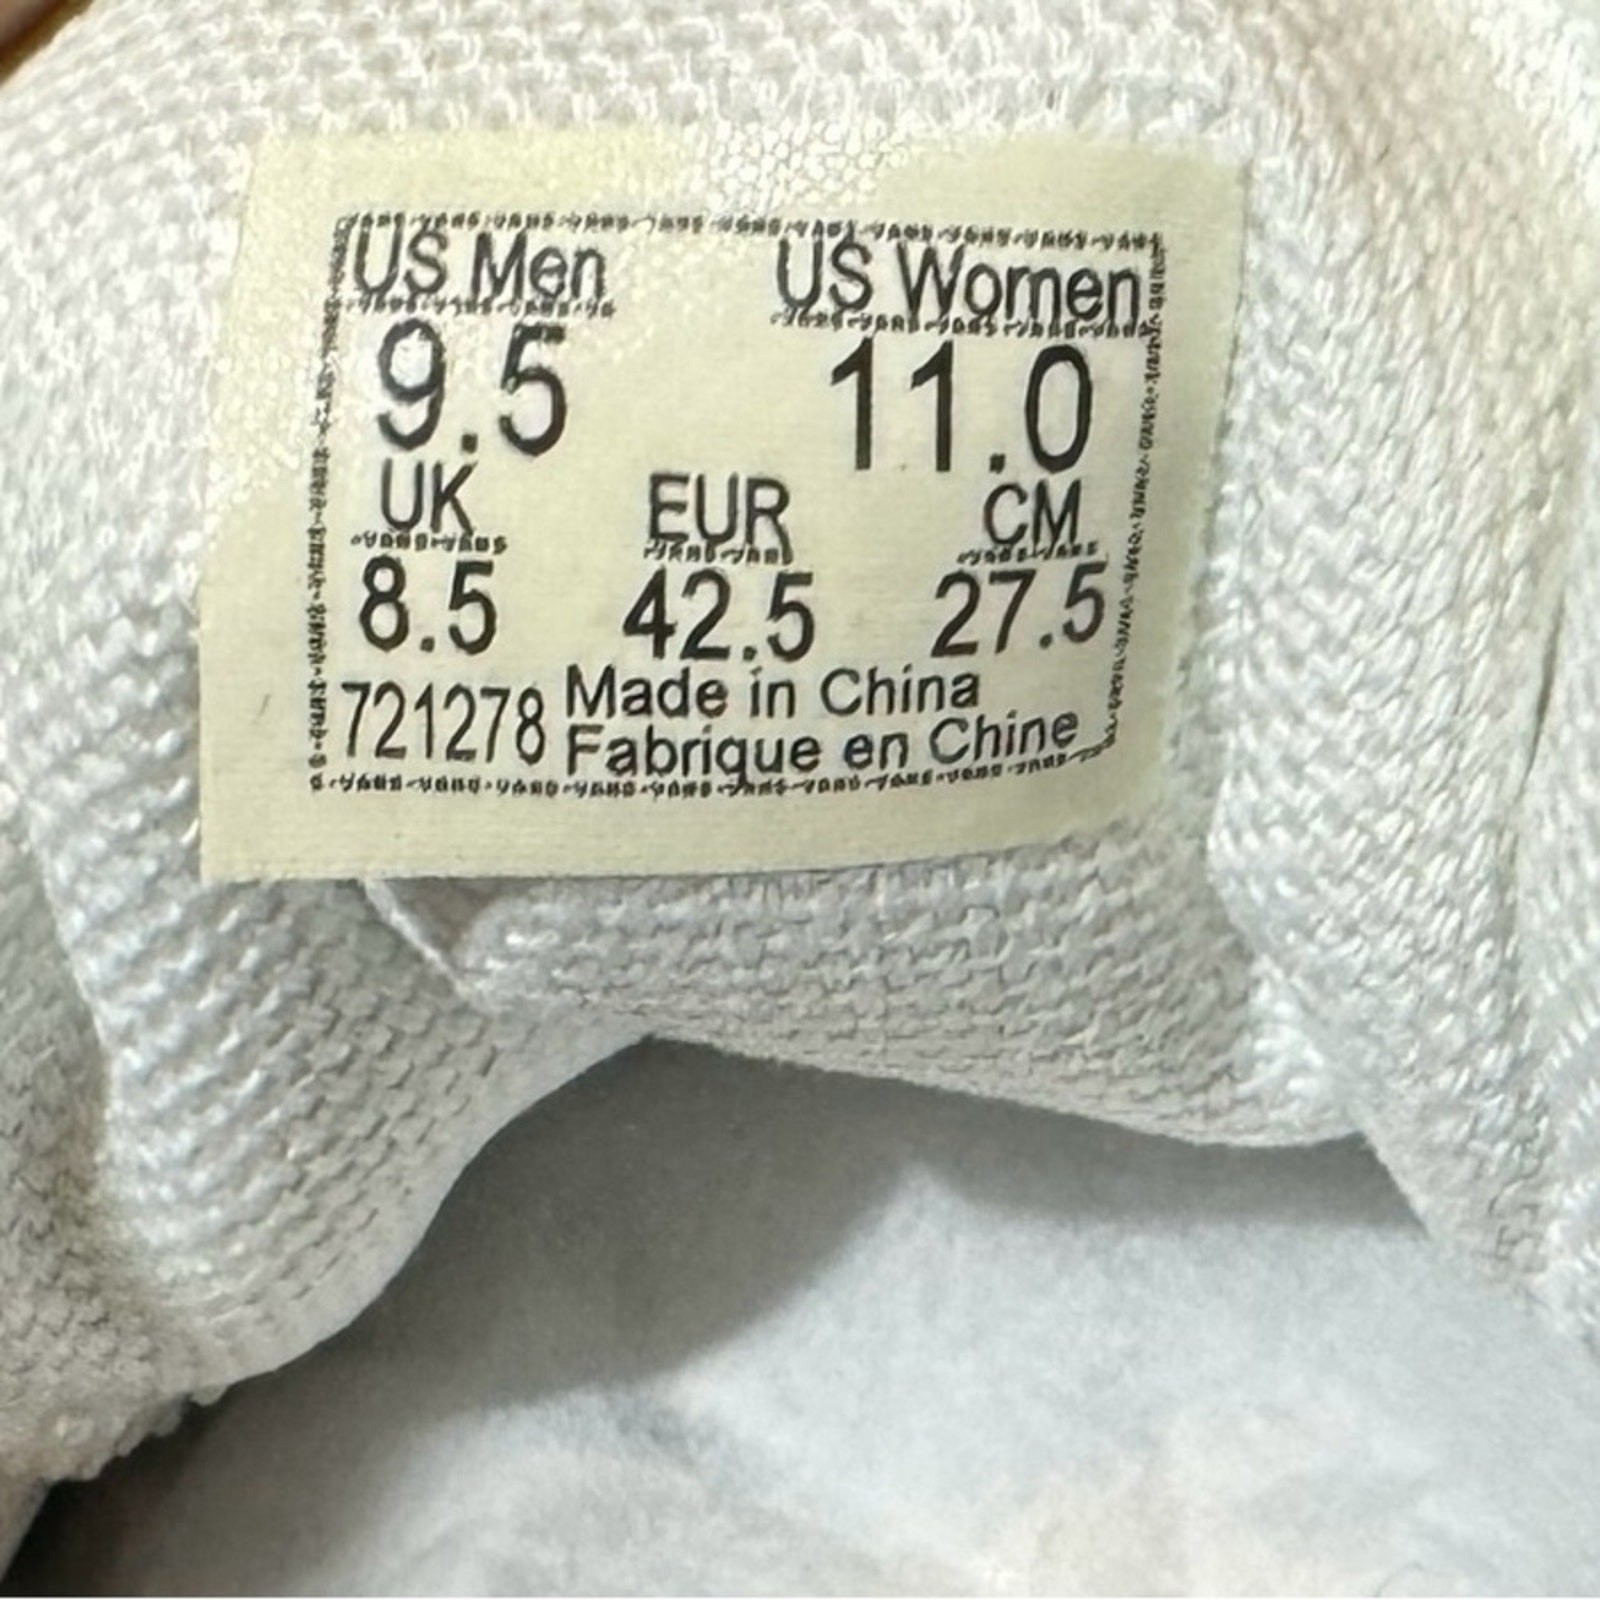 US Men US Women
9.5 11.0
UK EUR CM
8.5 42.5 27.5
721278 Made in China
Fabrique en Chine